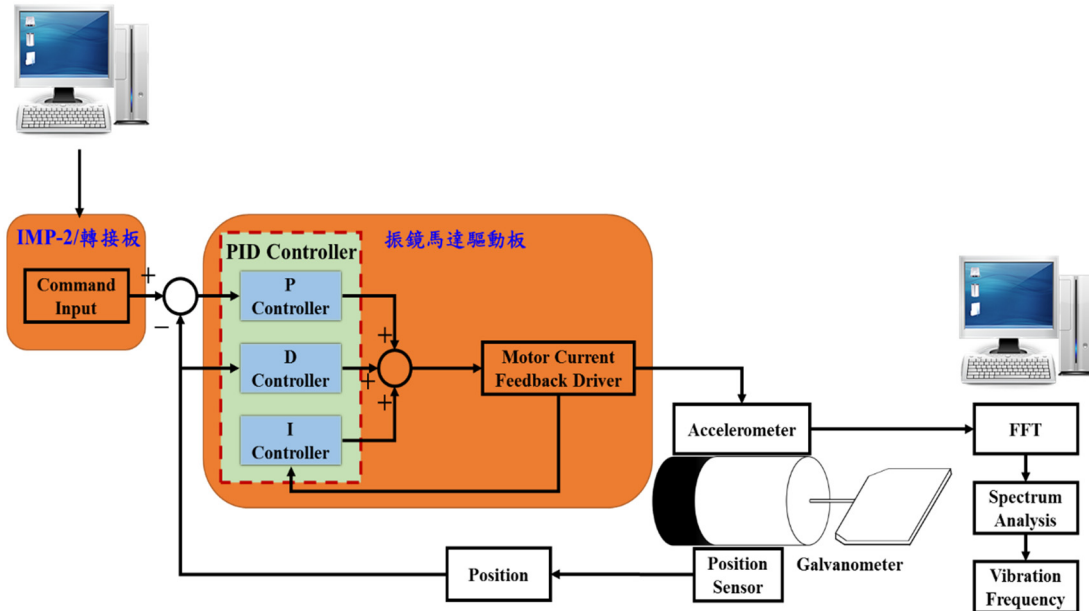 IMP-2/轉接板
Command
Input
+
−
PID Controller
振鏡馬達驅動板
P
Controller
D
Controller
I
Controller
+
+
+
Motor Current
Feedback Driver
Accelerometer
FFT
Spectrum
Analysis
Vibration
Frequency
Galvanometer
Position
Sensor
Position